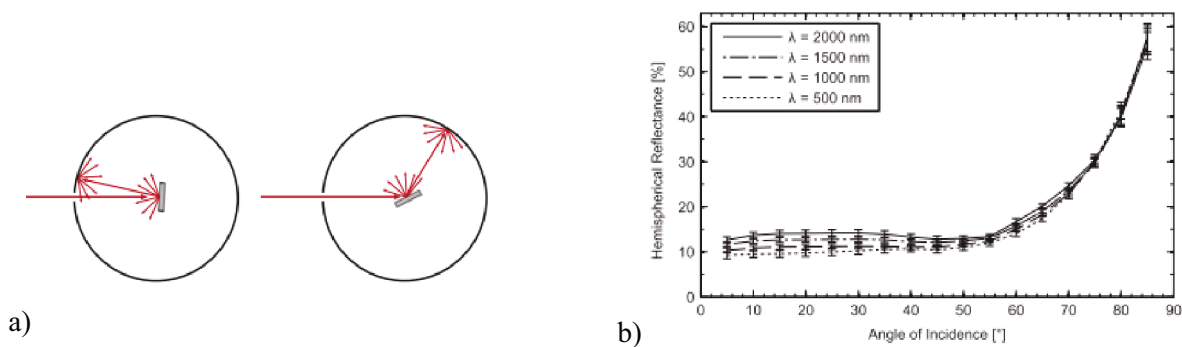 a)
b)
Hemispherical Reflectance [%]
60
50
40
30
20
10
0
λ = 2000 nm
λ = 1500 nm
λ = 1000 nm
λ = 500 nm
0 10 20 30 40 50 60 70 80 90
Angle of Incidence [°]